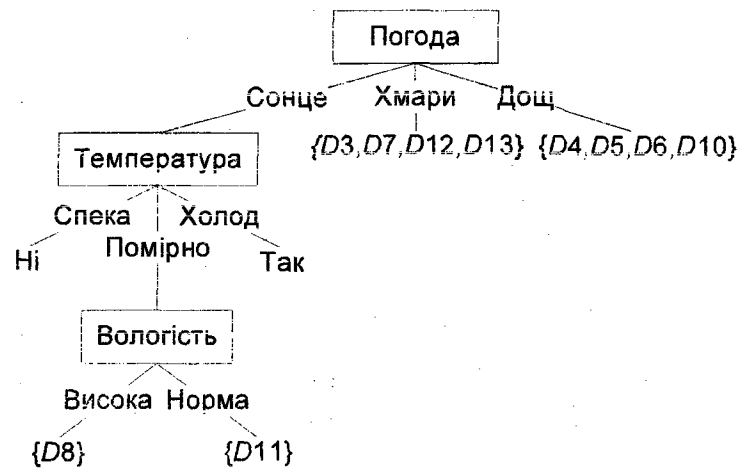 Погода
Сонце Хмари Дощ
Температура {D3,D7,D12,D13} {D4,D5,D6,D10}
Спека Холод
Ні Помірно Так
Вологість
Висока Норма
{D8} {D11}